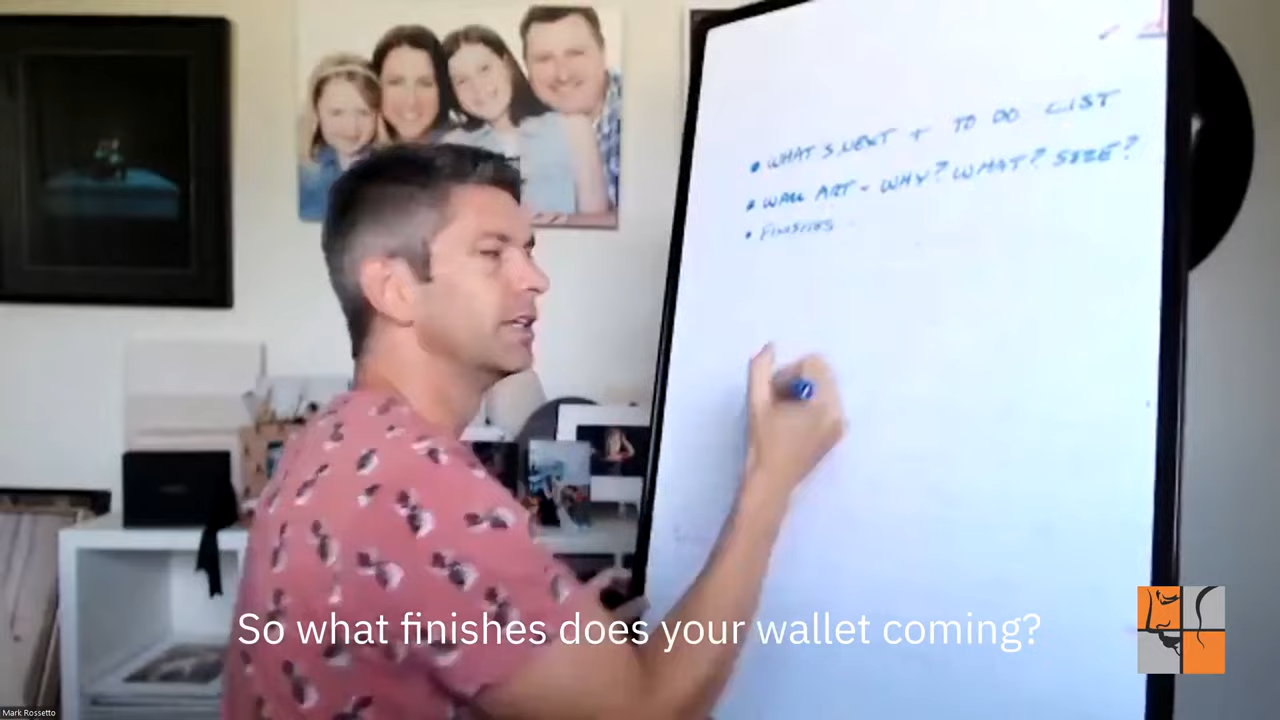 • WHAT'S NEXT + TO DO LIST
• WALL ART - WHY? WHAT? SIZE?
• FINISHES
So what finishes does your wallet coming?
Mark Rossetto